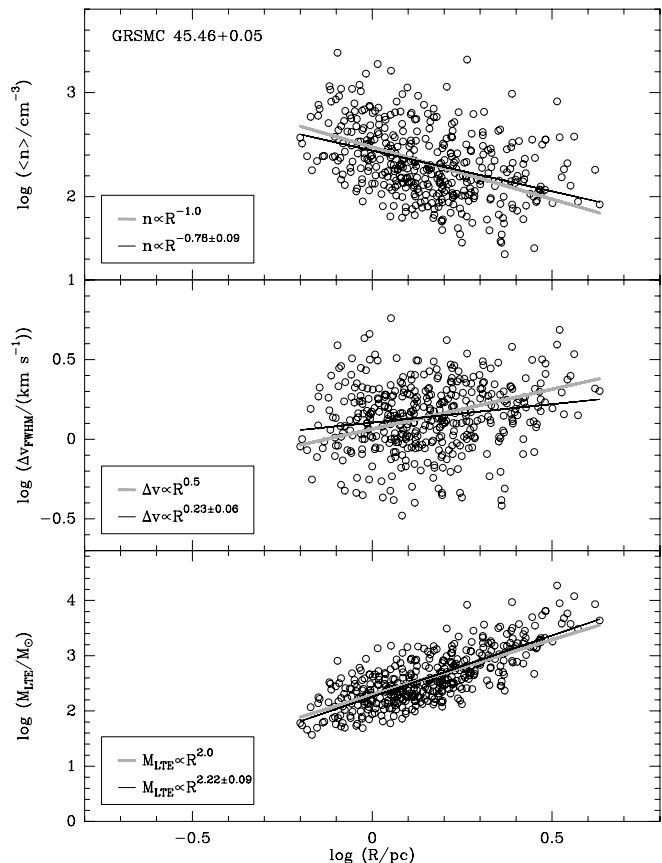 GRSMC 45.46+0.05
log (<n>/cm⁻³)
3
2
1
n∝R⁻¹·⁰
n∝R⁻⁰·⁷⁸±⁰·⁰⁹
log (Δv_FWHM/(km s⁻¹))
0.5
0
−0.5
Δv∝R⁰·⁵
Δv∝R⁰·²³±⁰·⁰⁶
log (M_LTE/M_⊙)
4
3
2
1
0
M_LTE∝R²·⁰
M_LTE∝R²·²²±⁰·⁰⁹
−0.5
0
0.5
log (R/pc)